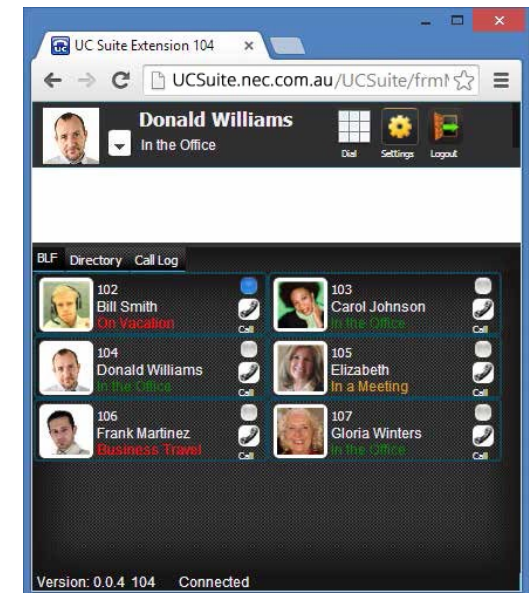 UC Suite Extension 104
UCSuite.nec.com.au/UCSuite/frmM
Donald Williams
In the Office
Dial Settings Logout
BLF Directory Call Log
102
Bill Smith
On Vacation
Call
103
Carol Johnson
In the Office
Call
104
Donald Williams
In the Office
Call
105
Elizabeth
In a Meeting
Call
106
Frank Martinez
Business Travel
Call
107
Gloria Winters
In the Office
Call
Version: 0.0.4 104 Connected